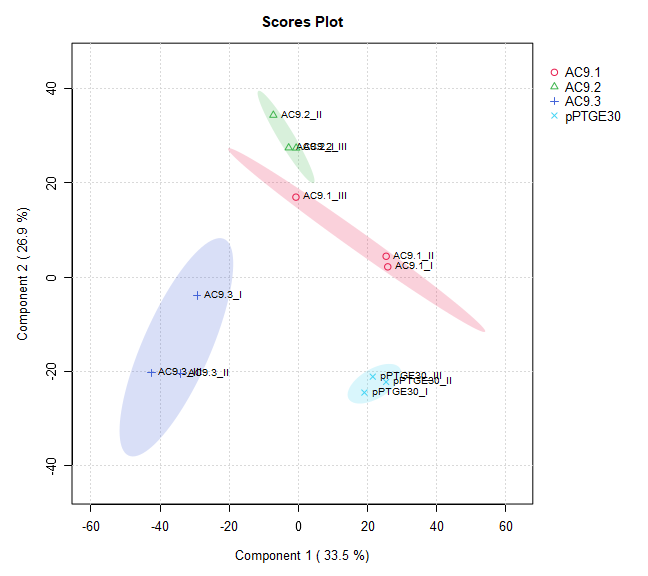 Scores Plot
AC9.1
AC9.2
AC9.3
pPTGE30
Component 2 ( 26.9 %)
40
20
0
-20
-40
AC9.2_II
AC9.1_III
AC9.1_II
AC9.1_I
AC9.3_I
AC9.3_II
pPTGE30_III
pPTGE30_II
pPTGE30_I
-60
-40
-20
0
20
40
60
Component 1 ( 33.5 %)